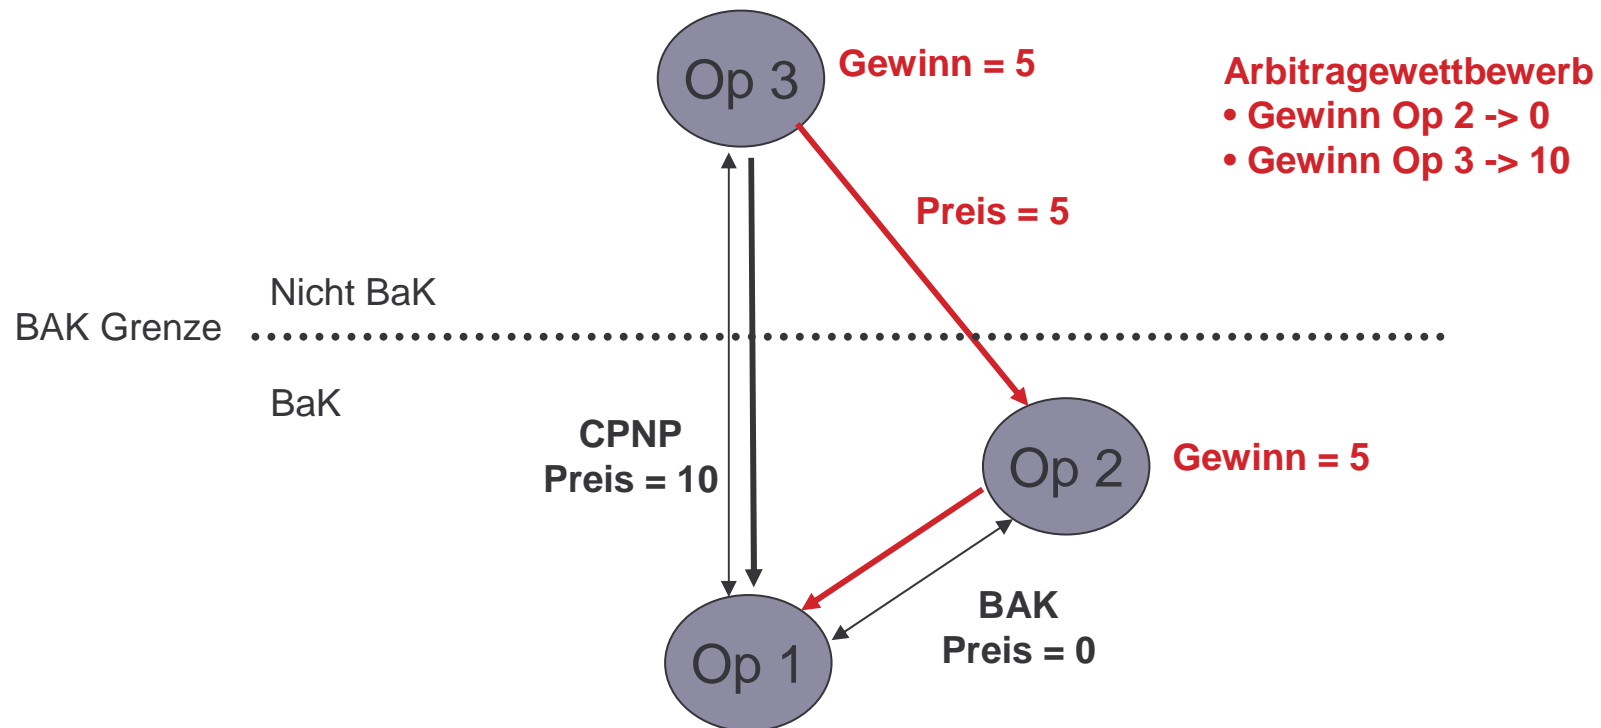 Op 3
Gewinn = 5
Arbitragewettbewerb
• Gewinn Op 2 -> 0
• Gewinn Op 3 -> 10
Preis = 5
Nicht BaK
BAK Grenze
BaK
CPNP
Preis = 10
Op 2
Gewinn = 5
BAK
Preis = 0
Op 1